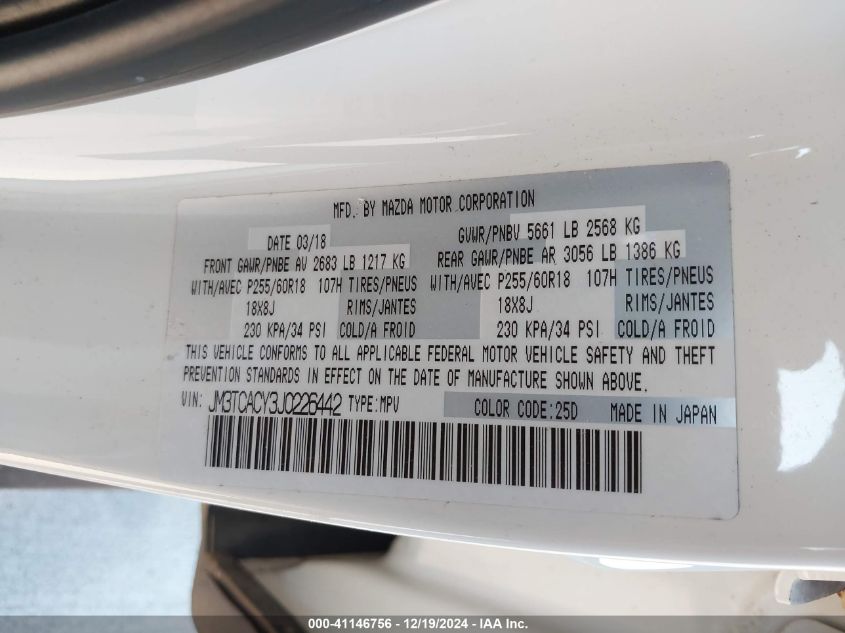 MFD. BY MAZDA MOTOR CORPORATION
DATE 03/18 GVWR/PNBV 5661 LB 2568 KG
FRONT GAWR/PNBE AV 2683 LB 1217 KG REAR GAWR/PNBE AR 3056 LB 1386 KG
WITH/AVEC P255/60R18 107H TIRES/PNEUS WITH/AVEC P255/60R18 107H TIRES/PNEUS
18X8J RIMS/JANTES 18X8J RIMS/JANTES
230 KPA/34 PSI COLD/A FROID 230 KPA/34 PSI COLD/A FROID
THIS VEHICLE CONFORMS TO ALL APPLICABLE FEDERAL MOTOR VEHICLE SAFETY AND THEFT
PREVENTION STANDARDS IN EFFECT ON THE DATE OF MANUFACTURE SHOWN ABOVE.
VIN: JM3TCACY3J0226442 TYPE:MPV COLOR CODE:25D MADE IN JAPAN
000-41146756 - 12/19/2024 - IAA Inc.